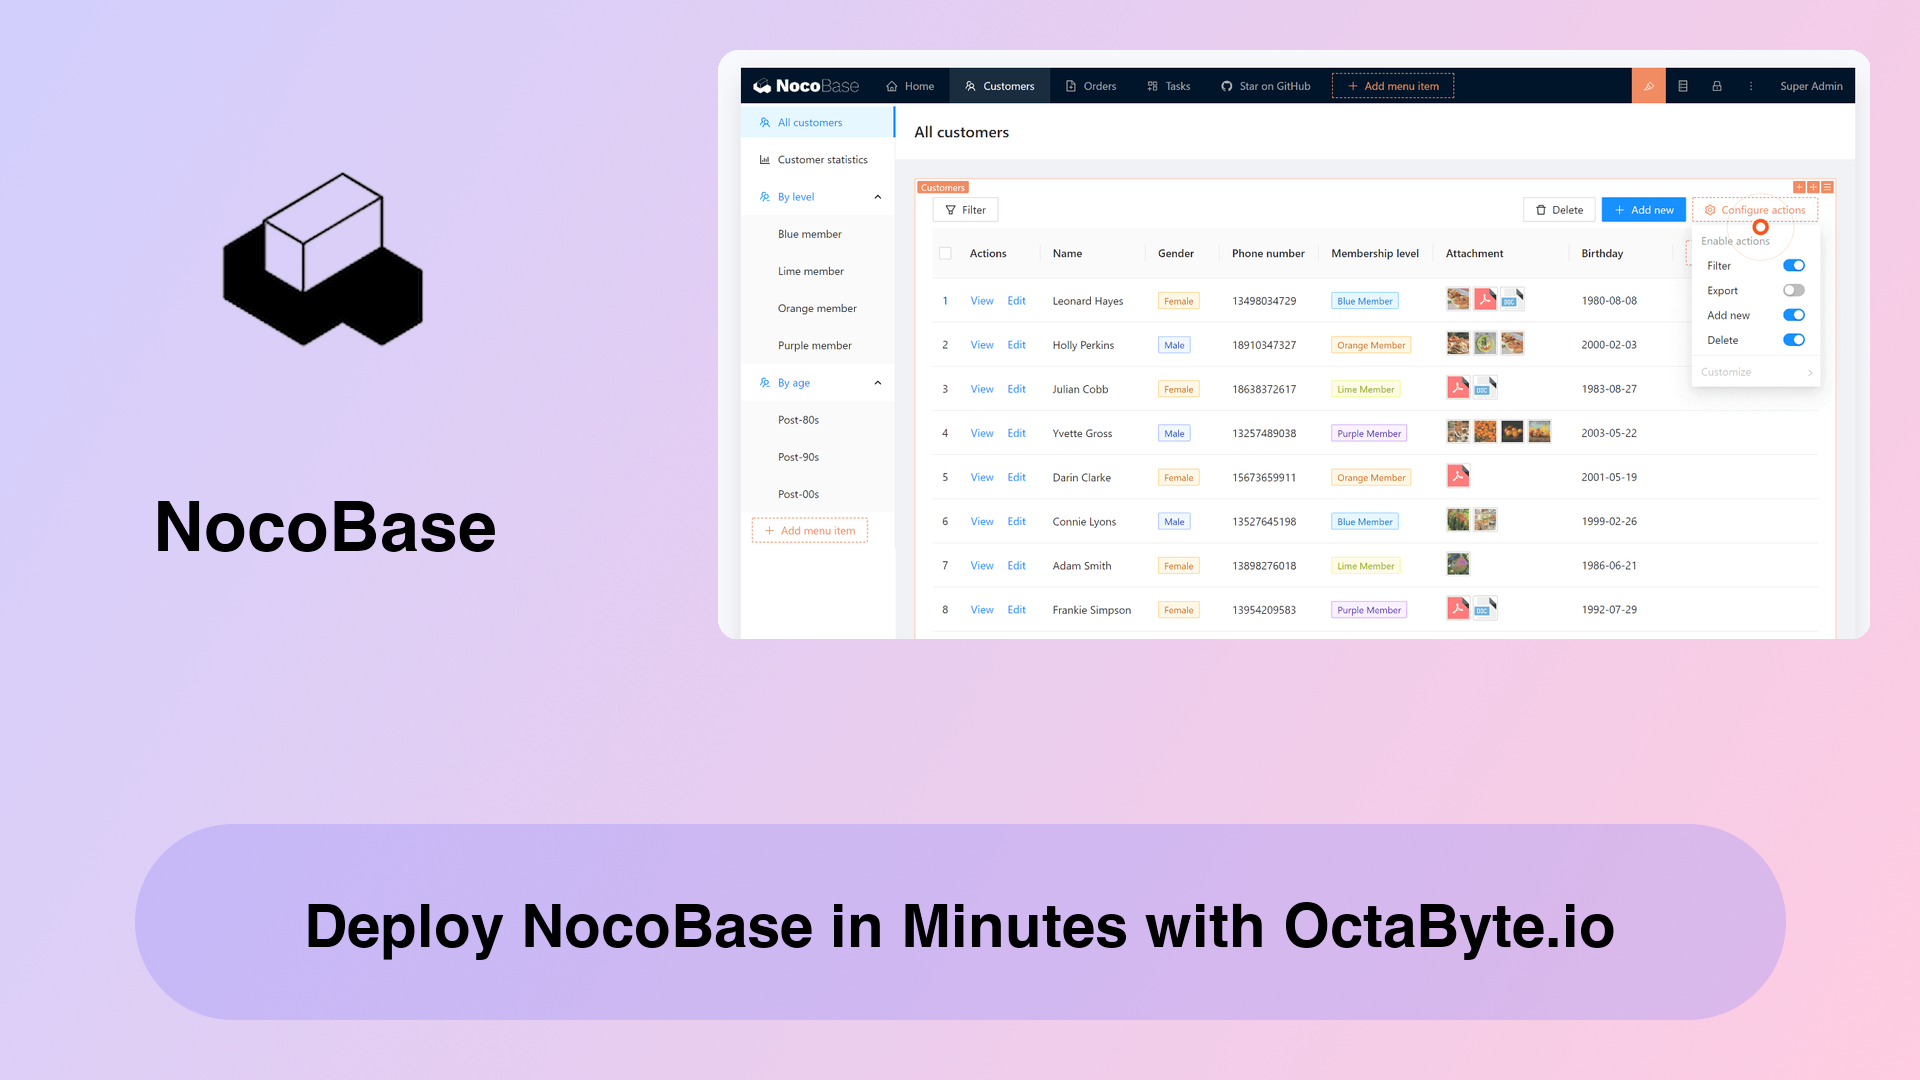 NocoBase
NocoBase Home Customers Orders Tasks Star on GitHub + Add menu item Super Admin
All customers
Customer statistics
By level
Blue member
Lime member
Orange member
Purple member
By age
Post-80s
Post-90s
Post-00s
+ Add menu item
All customers
Customers
Filter Delete + Add new Configure actions
Actions Name Gender Phone number Membership level Attachment Birthday
1 View Edit Leonard Hayes Female 13498034729 Blue Member DOC 1980-08-08
2 View Edit Holly Perkins Male 18910347327 Orange Member 2000-02-03
3 View Edit Julian Cobb Female 18638372617 Lime Member DOC 1983-08-27
4 View Edit Yvette Gross Male 13257489038 Purple Member 2003-05-22
5 View Edit Darin Clarke Female 15673659911 Orange Member 2001-05-19
6 View Edit Connie Lyons Male 13527645198 Blue Member 1999-02-26
7 View Edit Adam Smith Female 13898276018 Lime Member 1986-06-21
8 View Edit Frankie Simpson Female 13954209583 Purple Member DOC 1992-07-29
Enable actions
Filter
Export
Add new
Delete
Customize
Deploy NocoBase in Minutes with OctaByte.io